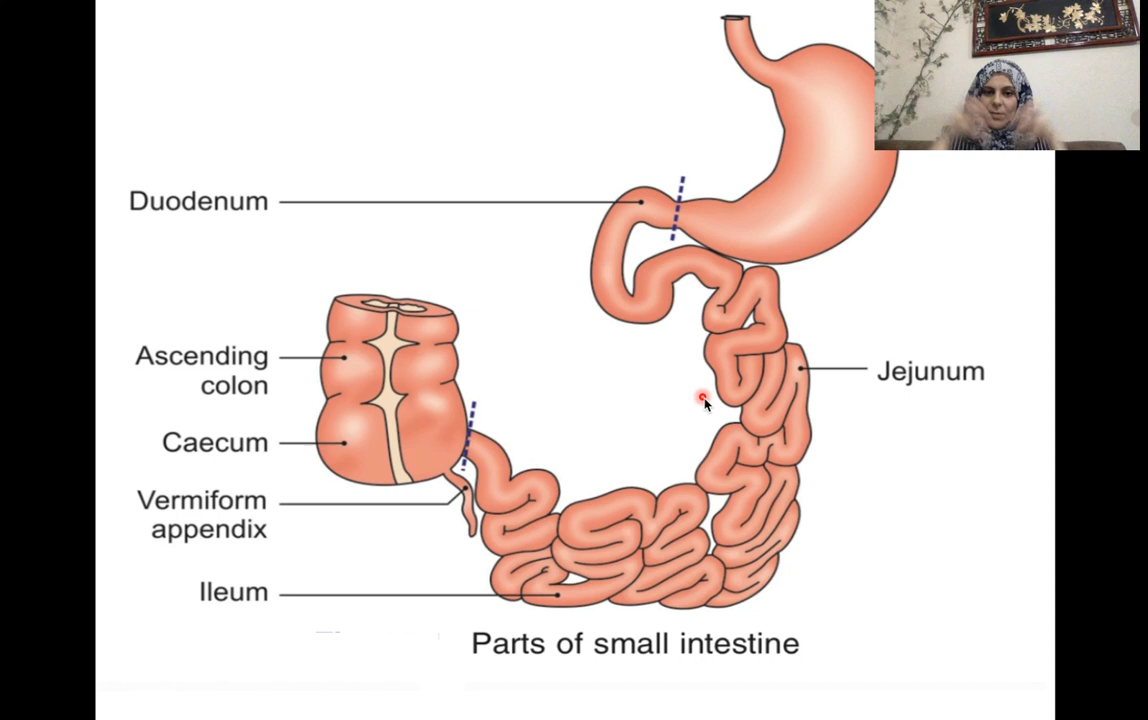 Duodenum
Ascending
colon
Jejunum
Caecum
Vermiform
appendix
Ileum
Parts of small intestine